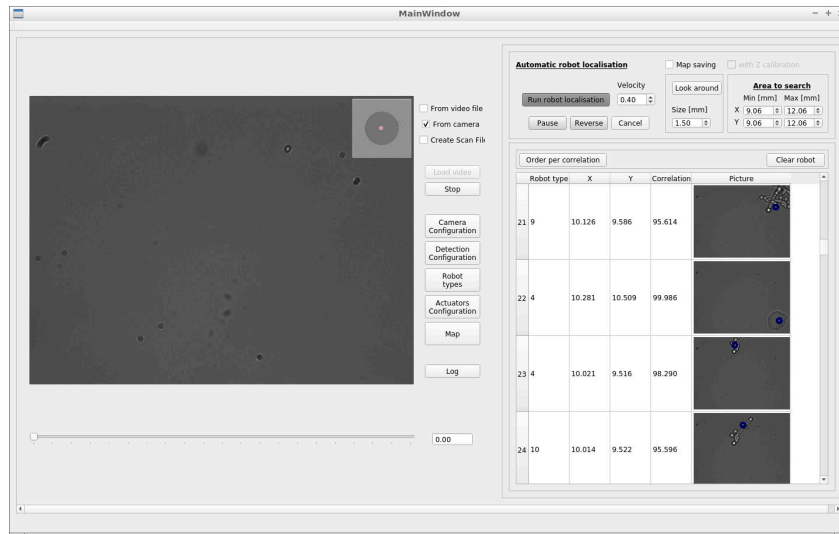 MainWindow
Automatic robot localisation
Map saving
with Z calibration
Velocity
Run robot localisation
0.40
Look around
Size [mm]
1.50
Area to search
Min [mm] Max [mm]
X 9.06 12.06
Y 9.06 12.06
Pause Reverse Cancel
From video file
From camera
Create Scan File
Load video
Stop
Camera
Configuration
Detection
Configuration
Robot
types
Actuators
Configuration
Map
Log
0.00
Order per correlation
Clear robot
Robot type X Y Correlation Picture
21 9 10.126 9.586 95.614
22 4 10.281 10.509 99.986
23 4 10.021 9.516 98.290
24 10 10.014 9.522 95.596